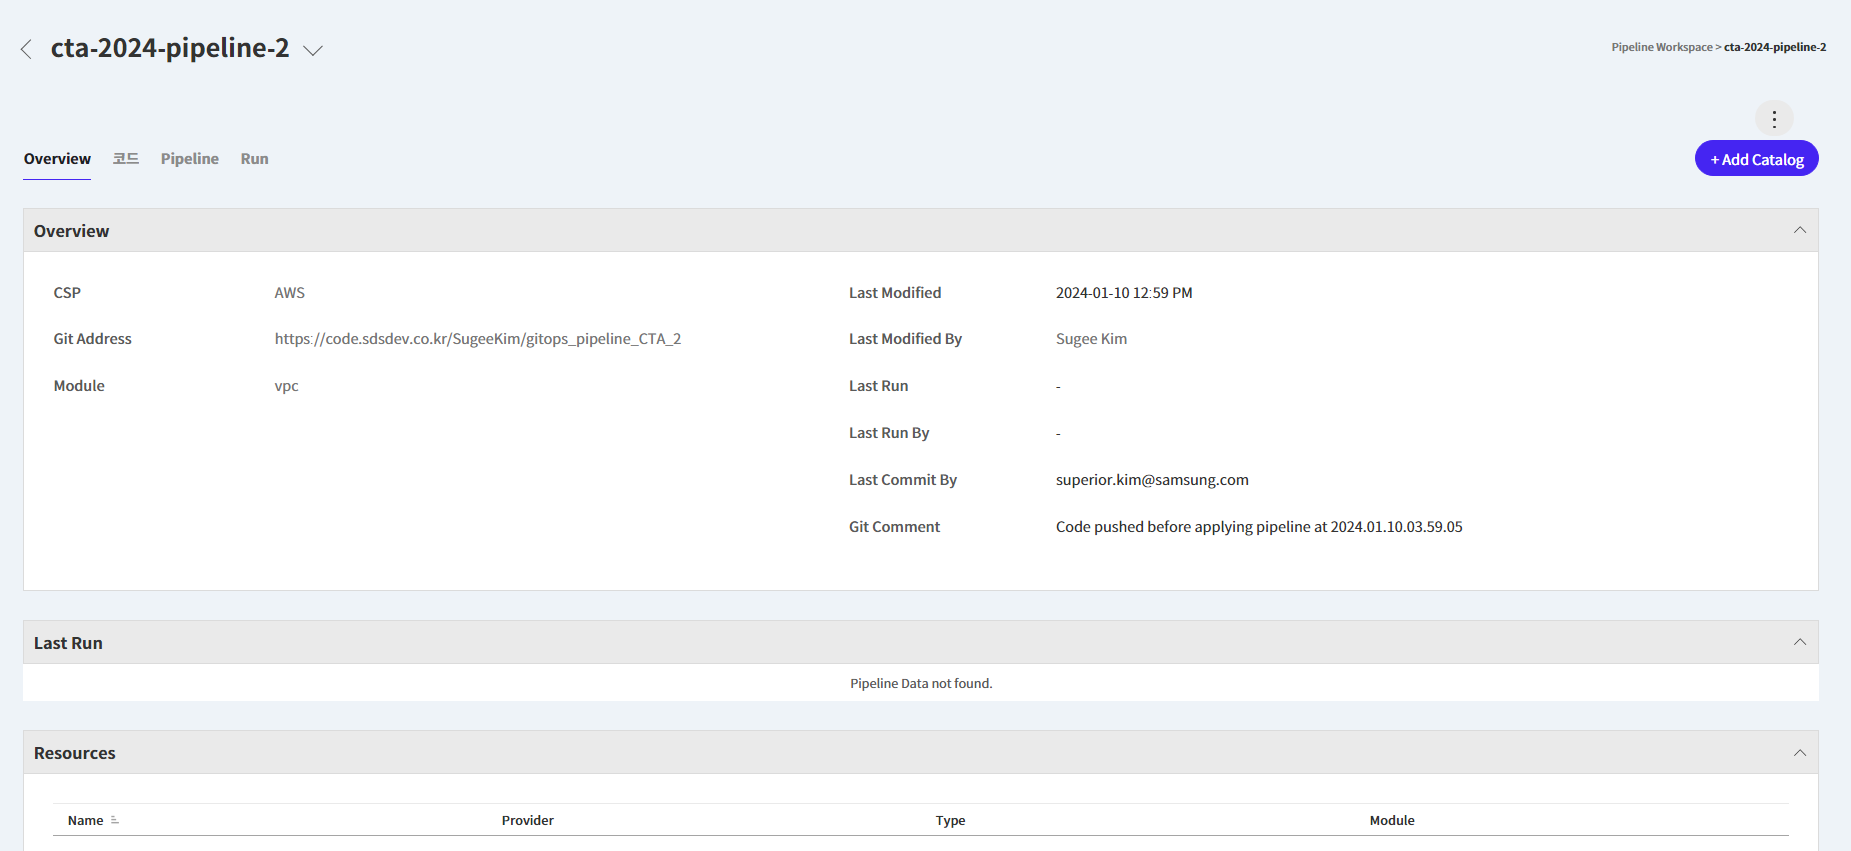 cta-2024-pipeline-2
Pipeline Workspace > cta-2024-pipeline-2
Overview 코드 Pipeline Run
+ Add Catalog
Overview
CSP AWS Last Modified 2024-01-10 12:59 PM
Git Address https://code.sdsdev.co.kr/SugeeKim/gitops_pipeline_CTA_2 Last Modified By Sugee Kim
Module vpc Last Run -
Last Run By -
Last Commit By superior.kim@samsung.com
Git Comment Code pushed before applying pipeline at 2024.01.10.03.59.05
Last Run
Pipeline Data not found.
Resources
Name Provider Type Module